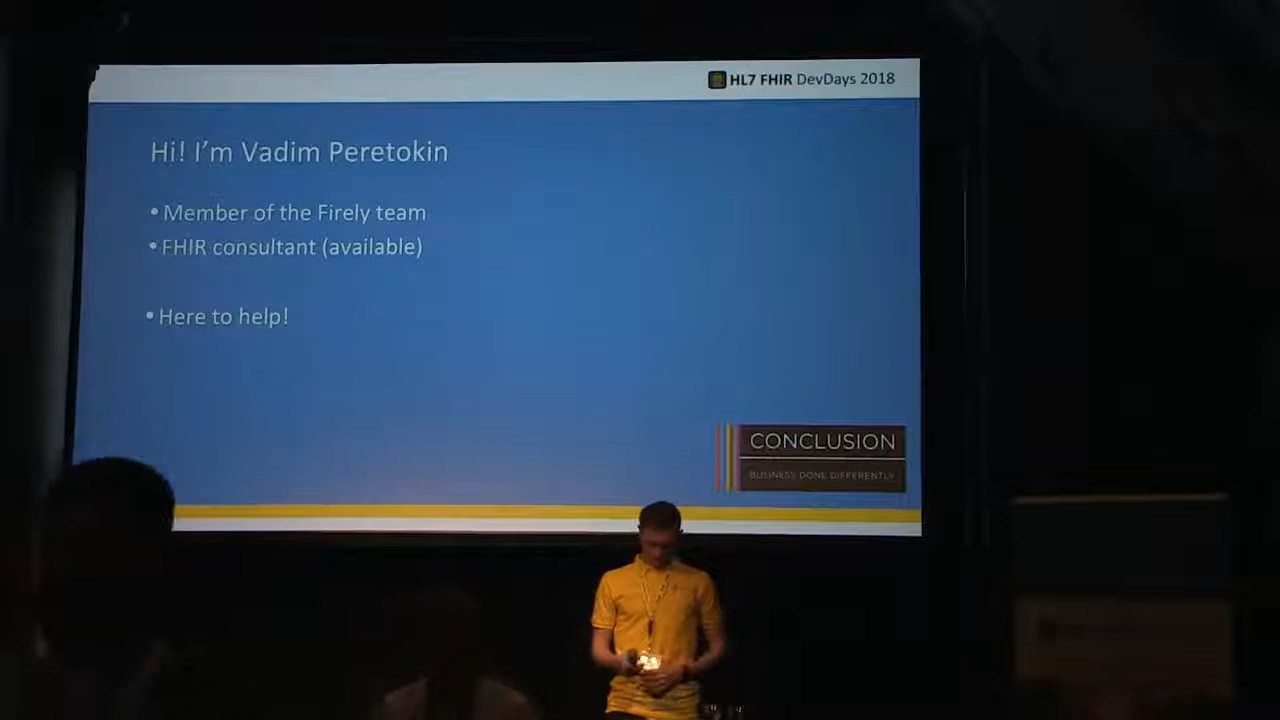 HL7 FHIR DevDays 2018
Hi! I'm Vadim Peretokin
• Member of the Firely team
• FHIR consultant (available)
• Here to help!
CONCLUSION
BUSINESS DONE DIFFERENTLY